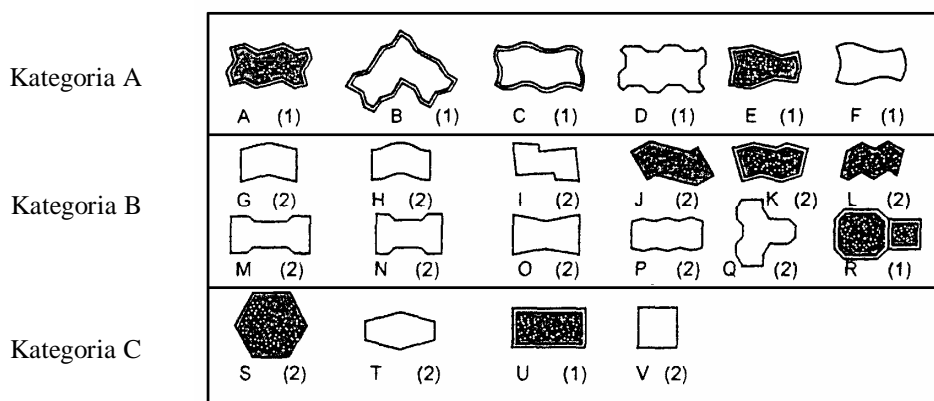 Kategoria A
A (1) B (1) C (1) D (1) E (1) F (1)
Kategoria B
G (2) H (2) I (2) J (2) K (2) L (2)
M (2) N (2) O (2) P (2) Q (2) R (1)
Kategoria C
S (2) T (2) U (1) V (2)